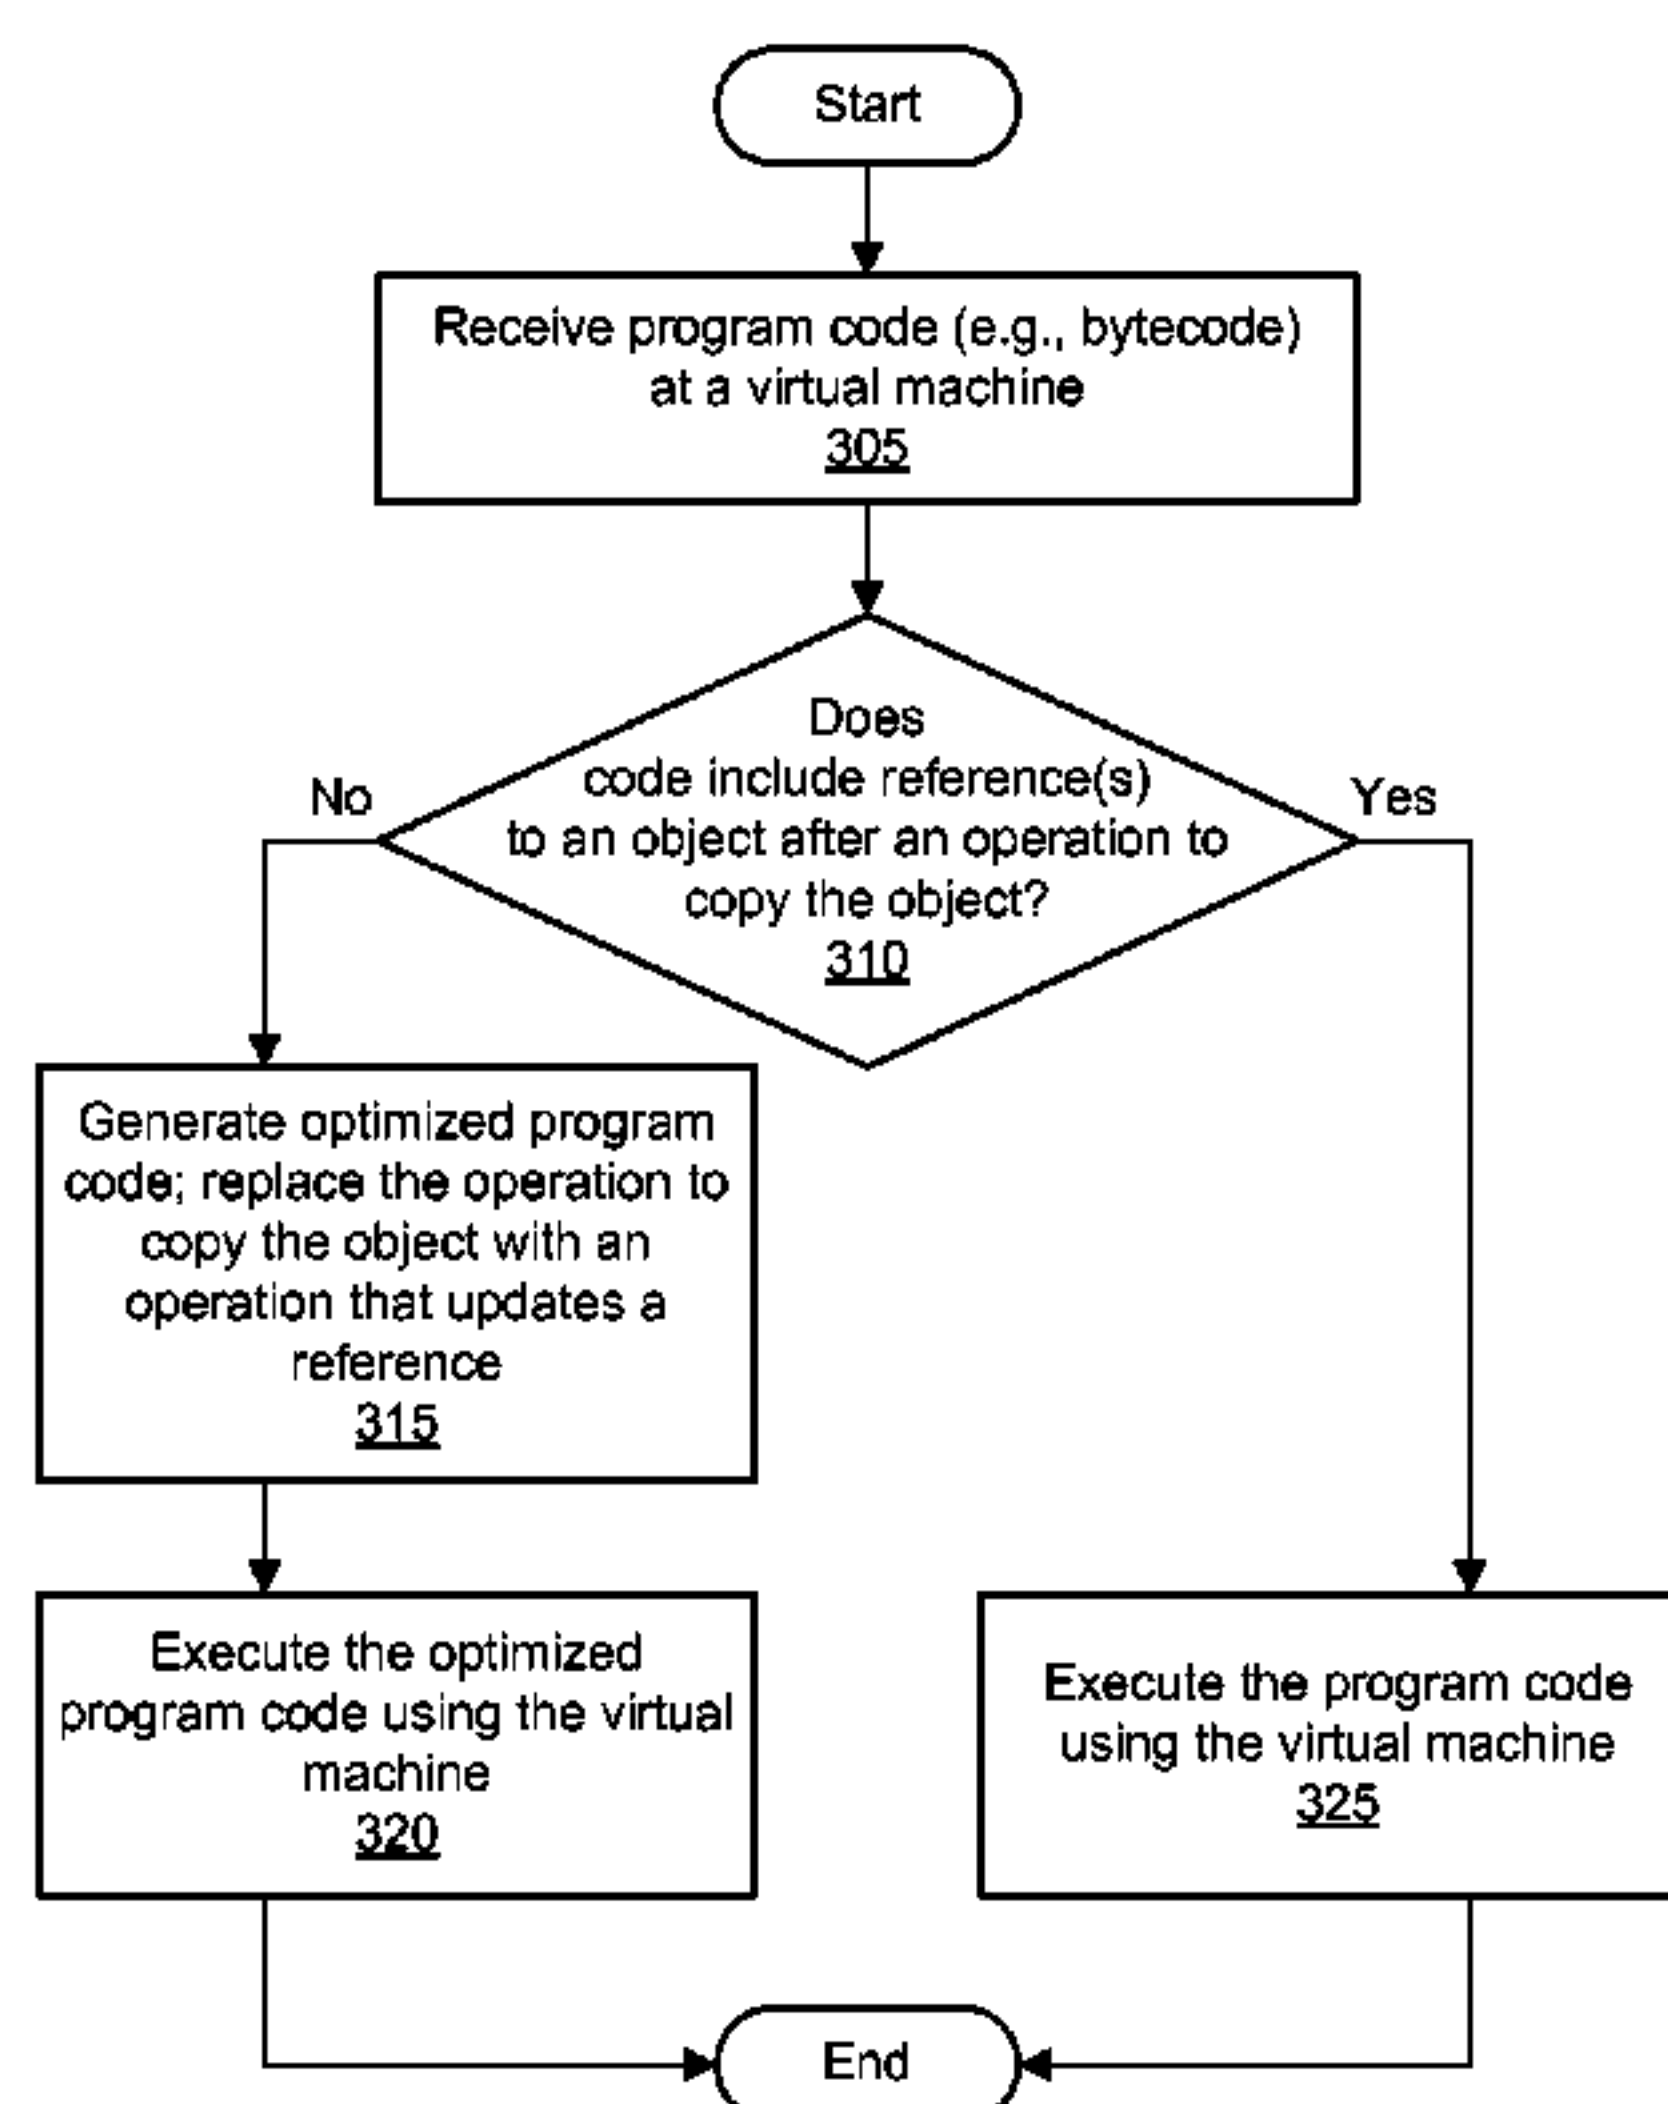 Start
Receive program code (e.g., bytecode)
at a virtual machine
305
Does
code include reference(s)
to an object after an operation to
copy the object?
310
No
Yes
Generate optimized program
code; replace the operation to
copy the object with an
operation that updates a
reference
315
Execute the optimized
program code using the virtual
machine
320
Execute the program code
using the virtual machine
325
End